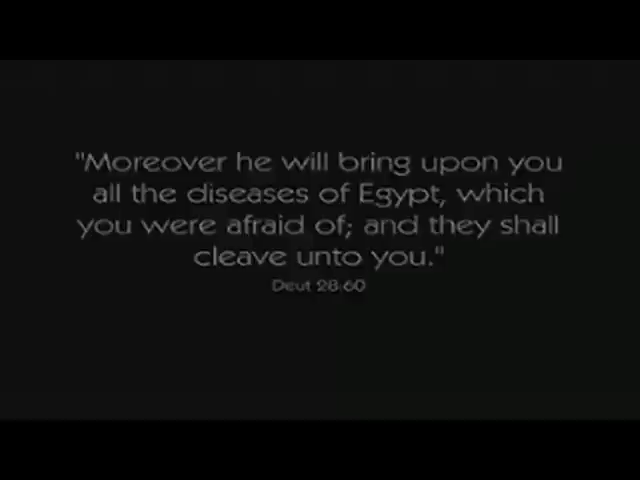 "Moreover he will bring upon you
all the diseases of Egypt, which
you were afraid of; and they shall
cleave unto you."
Deut 28:60